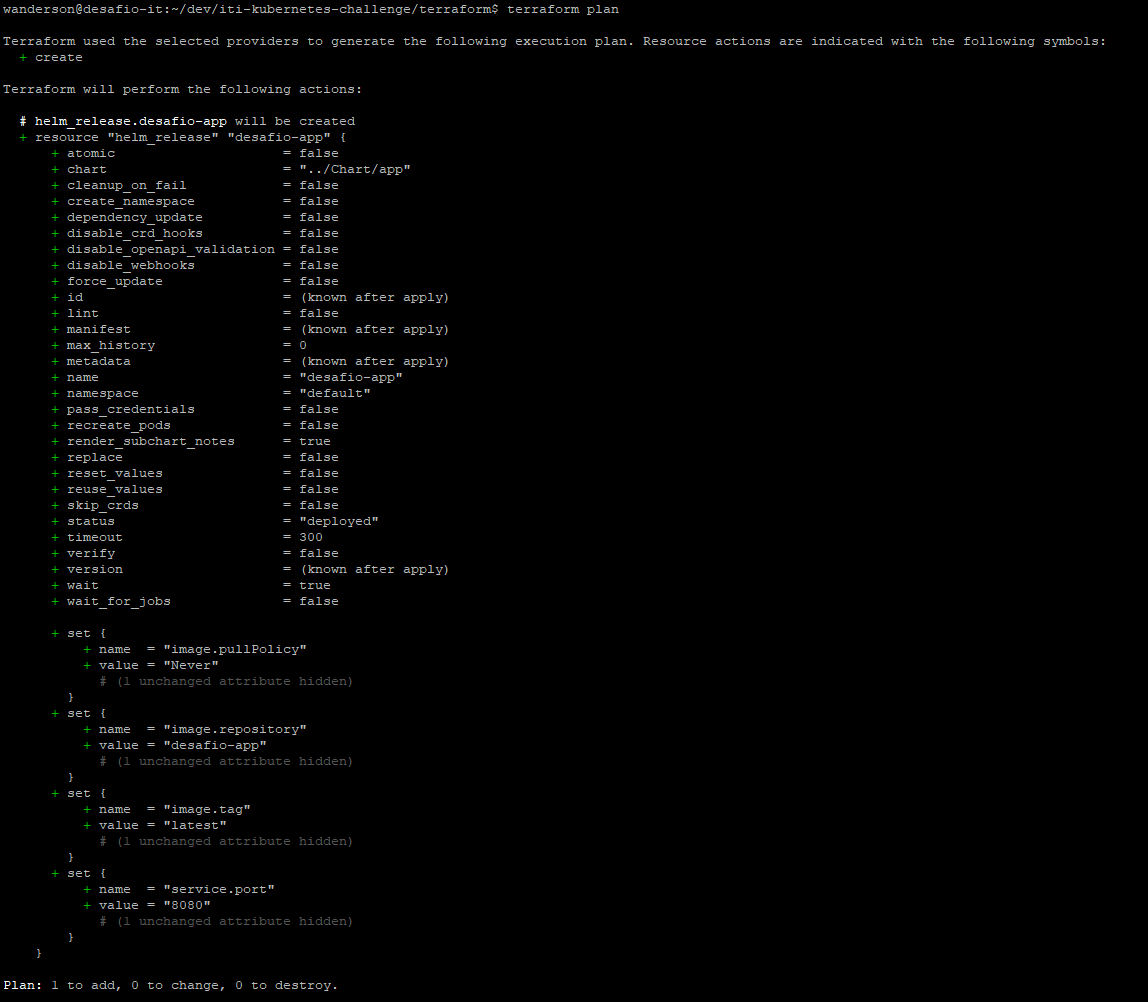 wanderson@desafio-it:~/dev/iti-kubernetes-challenge/terraform$ terraform plan
Terraform used the selected providers to generate the following execution plan. Resource actions are indicated with the following symbols:
  + create
Terraform will perform the following actions:
  # helm_release.desafio-app will be created
  + resource "helm_release" "desafio-app" {
      + atomic                     = false
      + chart                      = "../Chart/app"
      + cleanup_on_fail            = false
      + create_namespace           = false
      + dependency_update          = false
      + disable_crd_hooks          = false
      + disable_openapi_validation = false
      + disable_webhooks           = false
      + force_update               = false
      + id                         = (known after apply)
      + lint                       = false
      + manifest                   = (known after apply)
      + max_history                = 0
      + metadata                   = (known after apply)
      + name                       = "desafio-app"
      + namespace                  = "default"
      + pass_credentials           = false
      + recreate_pods              = false
      + render_subchart_notes      = true
      + replace                    = false
      + reset_values               = false
      + reuse_values               = false
      + skip_crds                  = false
      + status                     = "deployed"
      + timeout                    = 300
      + verify                     = false
      + version                    = (known after apply)
      + wait                       = true
      + wait_for_jobs              = false
      + set {
          + name  = "image.pullPolicy"
          + value = "Never"
            # (1 unchanged attribute hidden)
        }
      + set {
          + name  = "image.repository"
          + value = "desafio-app"
            # (1 unchanged attribute hidden)
        }
      + set {
          + name  = "image.tag"
          + value = "latest"
            # (1 unchanged attribute hidden)
        }
      + set {
          + name  = "service.port"
          + value = "8080"
            # (1 unchanged attribute hidden)
        }
    }
Plan: 1 to add, 0 to change, 0 to destroy.